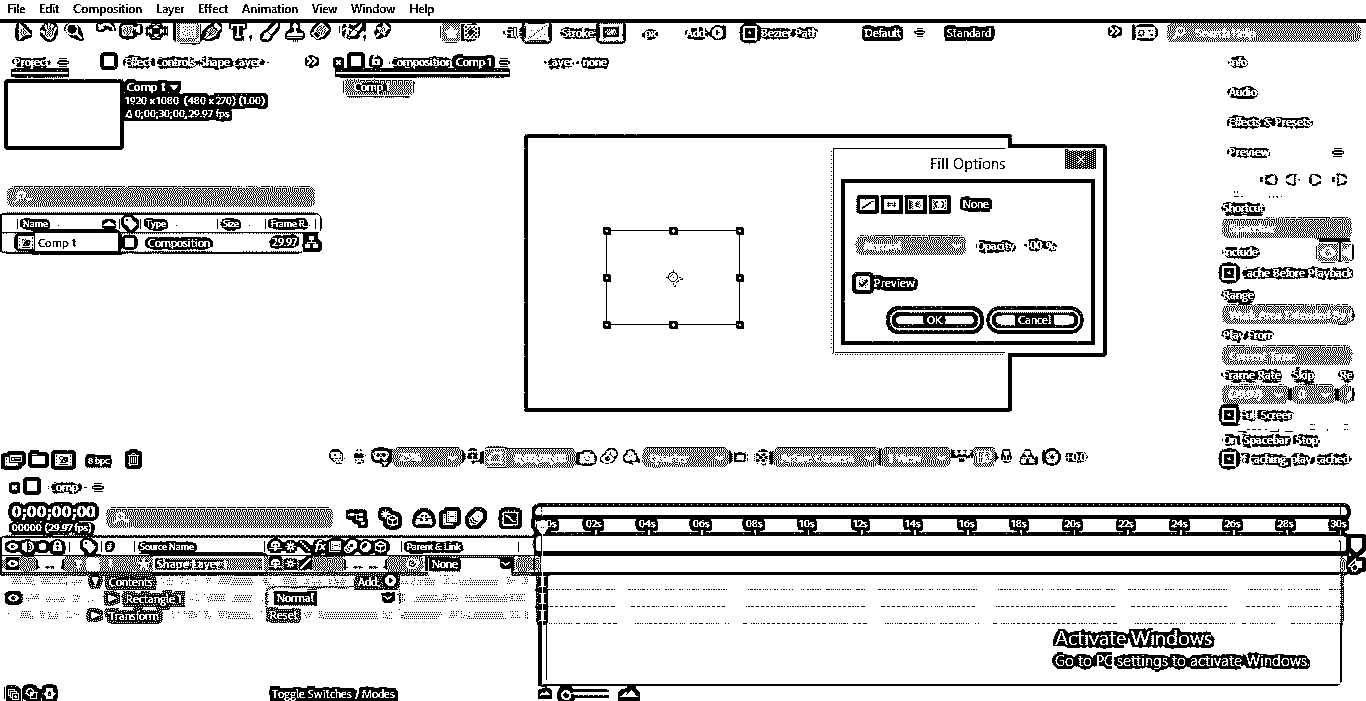 File Edit Composition Layer Effect Animation View Window Help
Fill Stroke px Add Bezier Path Default Standard
Project Effect Controls Shape Layer Composition Comp 1 Layer none
Comp 1
Comp 1
1920 x 1080 (480 x 270) (1.00)
Δ 0;00;30;00, 29.97 fps
Info
Audio
Effects & Presets
Preview
Fill Options
None
Opacity 100 %
Preview
OK Cancel
Name Type Size Frame R..
Comp 1 Composition 29.97
Shortcut
Include
Cache Before Playback
Range
Play From
Frame Rate Skip Re
Full Screen
On Spacebar Stop
If caching, play cached
8 bpc
+0.0
Comp 1
0;00;00;00
00000 (29.97 fps)
0s 02s 04s 06s 08s 10s 12s 14s 16s 18s 20s 22s 24s 26s 28s 30s
# Source Name Parent & Link
1 Shape Layer 1 None
Contents Add:
Rectangle 1 Normal
Transform Reset
Activate Windows
Go to PC settings to activate Windows.
Toggle Switches / Modes